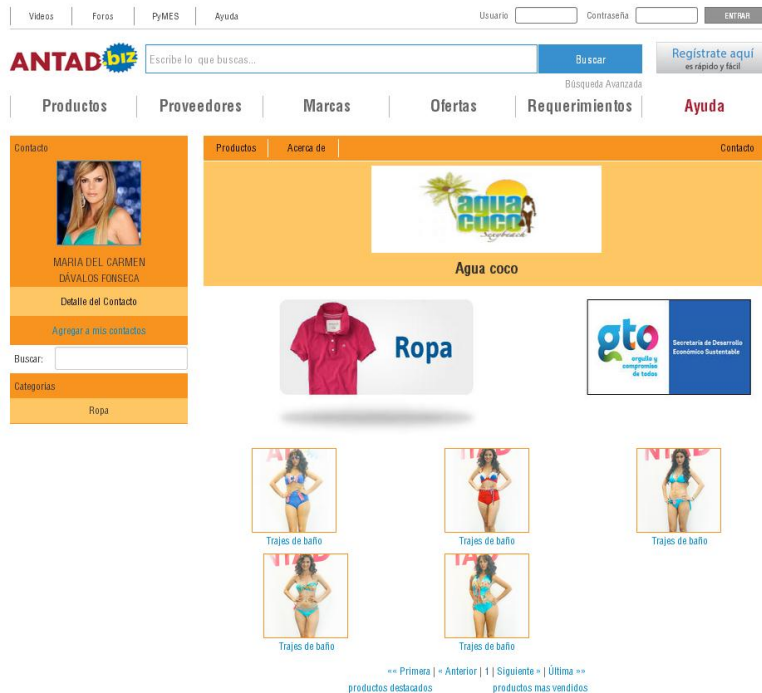 Videos Foros PyMES Ayuda Usuario Contraseña ENTRAR
ANTAD biz Escribe lo que buscas... Buscar Regístrate aquí
es rápido y fácil
Búsqueda Avanzada
Productos Proveedores Marcas Ofertas Requerimientos Ayuda
Contacto
MARIA DEL CARMEN
DÁVALOS FONSECA
Detalle del Contacto
Agregar a mis contactos
Buscar:
Categorías
Ropa
Productos Acerca de Contacto
agua
coco
Sexybeach
Agua coco
Ropa
gto
orgullo y
compromiso
de todos
Secretaría de Desarrollo
Económico Sustentable
Trajes de baño Trajes de baño Trajes de baño
Trajes de baño Trajes de baño
«« Primera | « Anterior | 1 | Siguiente » | Última »»
productos destacados productos mas vendidos